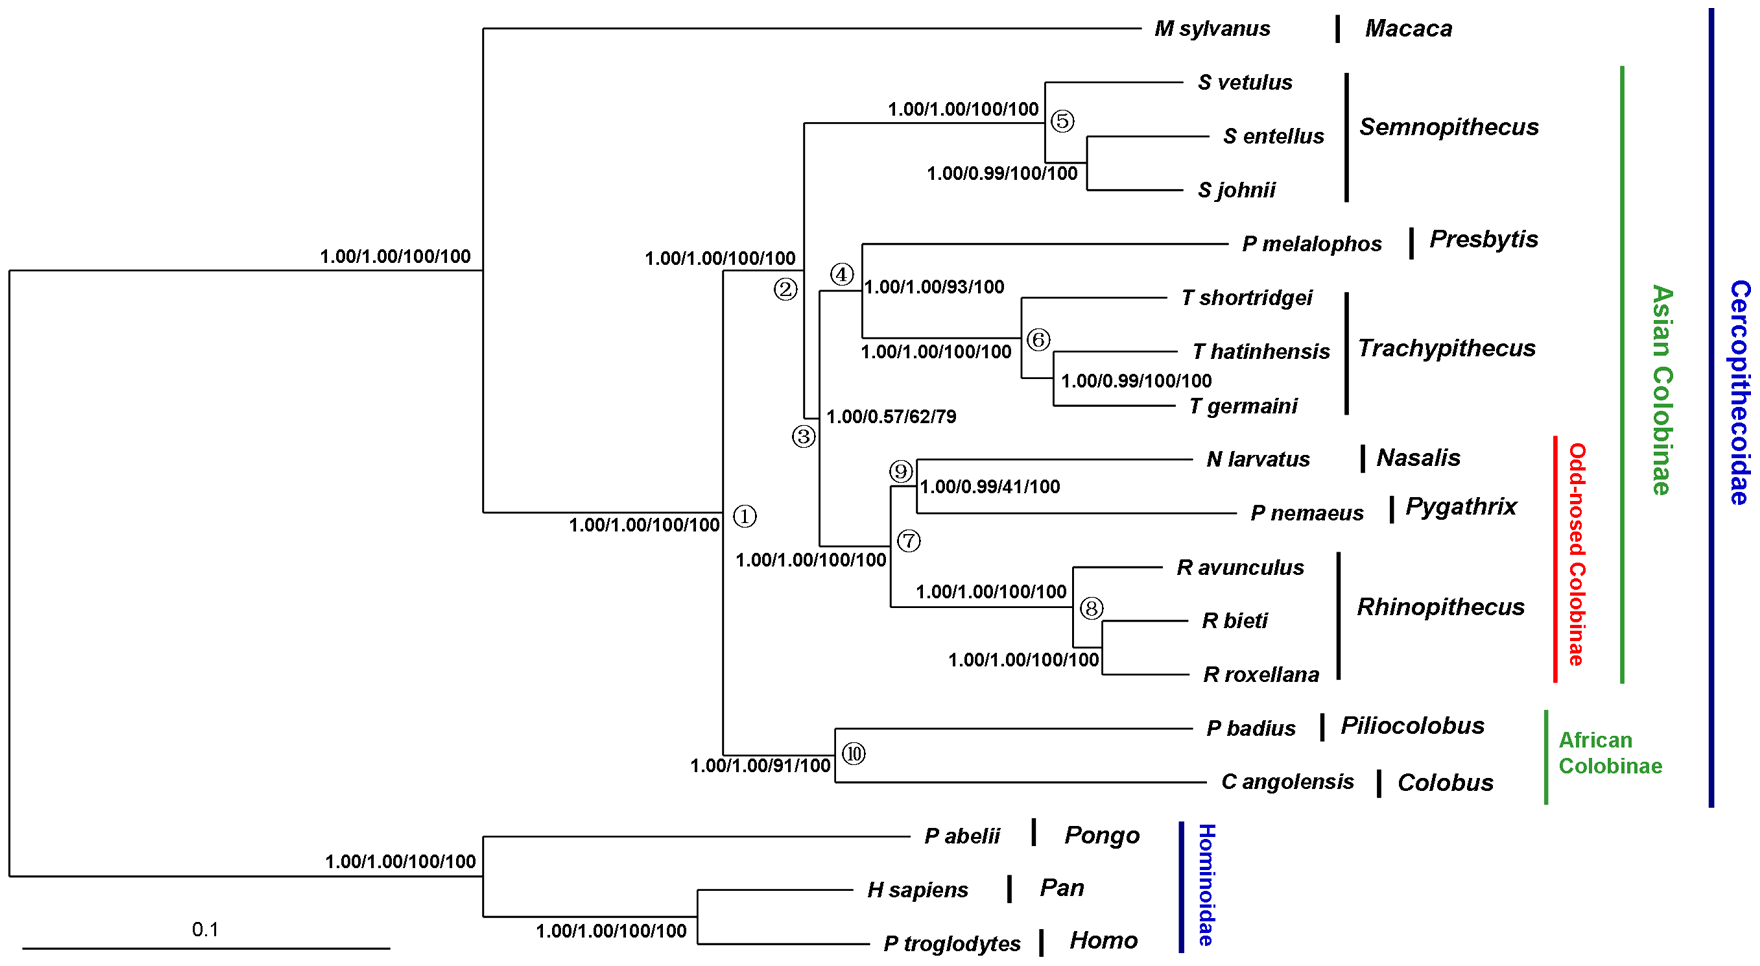 M sylvanus
Macaca
S vetulus
1.00/1.00/100/100
⑤
S entellus
Semnopithecus
1.00/0.99/100/100
S johnii
1.00/1.00/100/100
1.00/1.00/100/100
②
P melalophos
Presbytis
④
1.00/1.00/93/100
T shortridgei
⑥
1.00/1.00/100/100
T hatinhensis
Trachypithecus
1.00/0.99/100/100
T germaini
③
1.00/0.57/62/79
N larvatus
Nasalis
⑨
1.00/0.99/41/100
P nemaeus
Pygathrix
1.00/1.00/100/100
①
⑦
1.00/1.00/100/100
R avunculus
1.00/1.00/100/100
⑧
R bieti
Rhinopithecus
1.00/1.00/100/100
R roxellana
P badius
Piliocolobus
⑩
1.00/1.00/91/100
C angolensis
Colobus
Odd-nosed Colobinae
Asian Colobinae
African
Colobinae
Cercopithecoidae
P abelii
Pongo
1.00/1.00/100/100
H sapiens
Pan
1.00/1.00/100/100
P troglodytes
Homo
Hominoidae
0.1